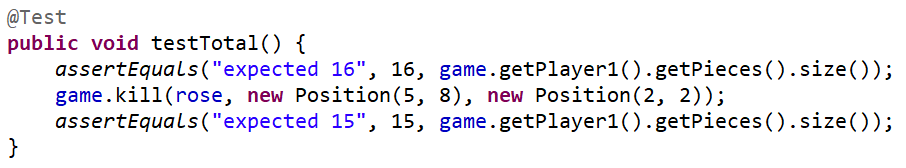 @Test
public void testTotal() {
    assertEquals("expected 16", 16, game.getPlayer1().getPieces().size());
    game.kill(rose, new Position(5, 8), new Position(2, 2));
    assertEquals("expected 15", 15, game.getPlayer1().getPieces().size());
}